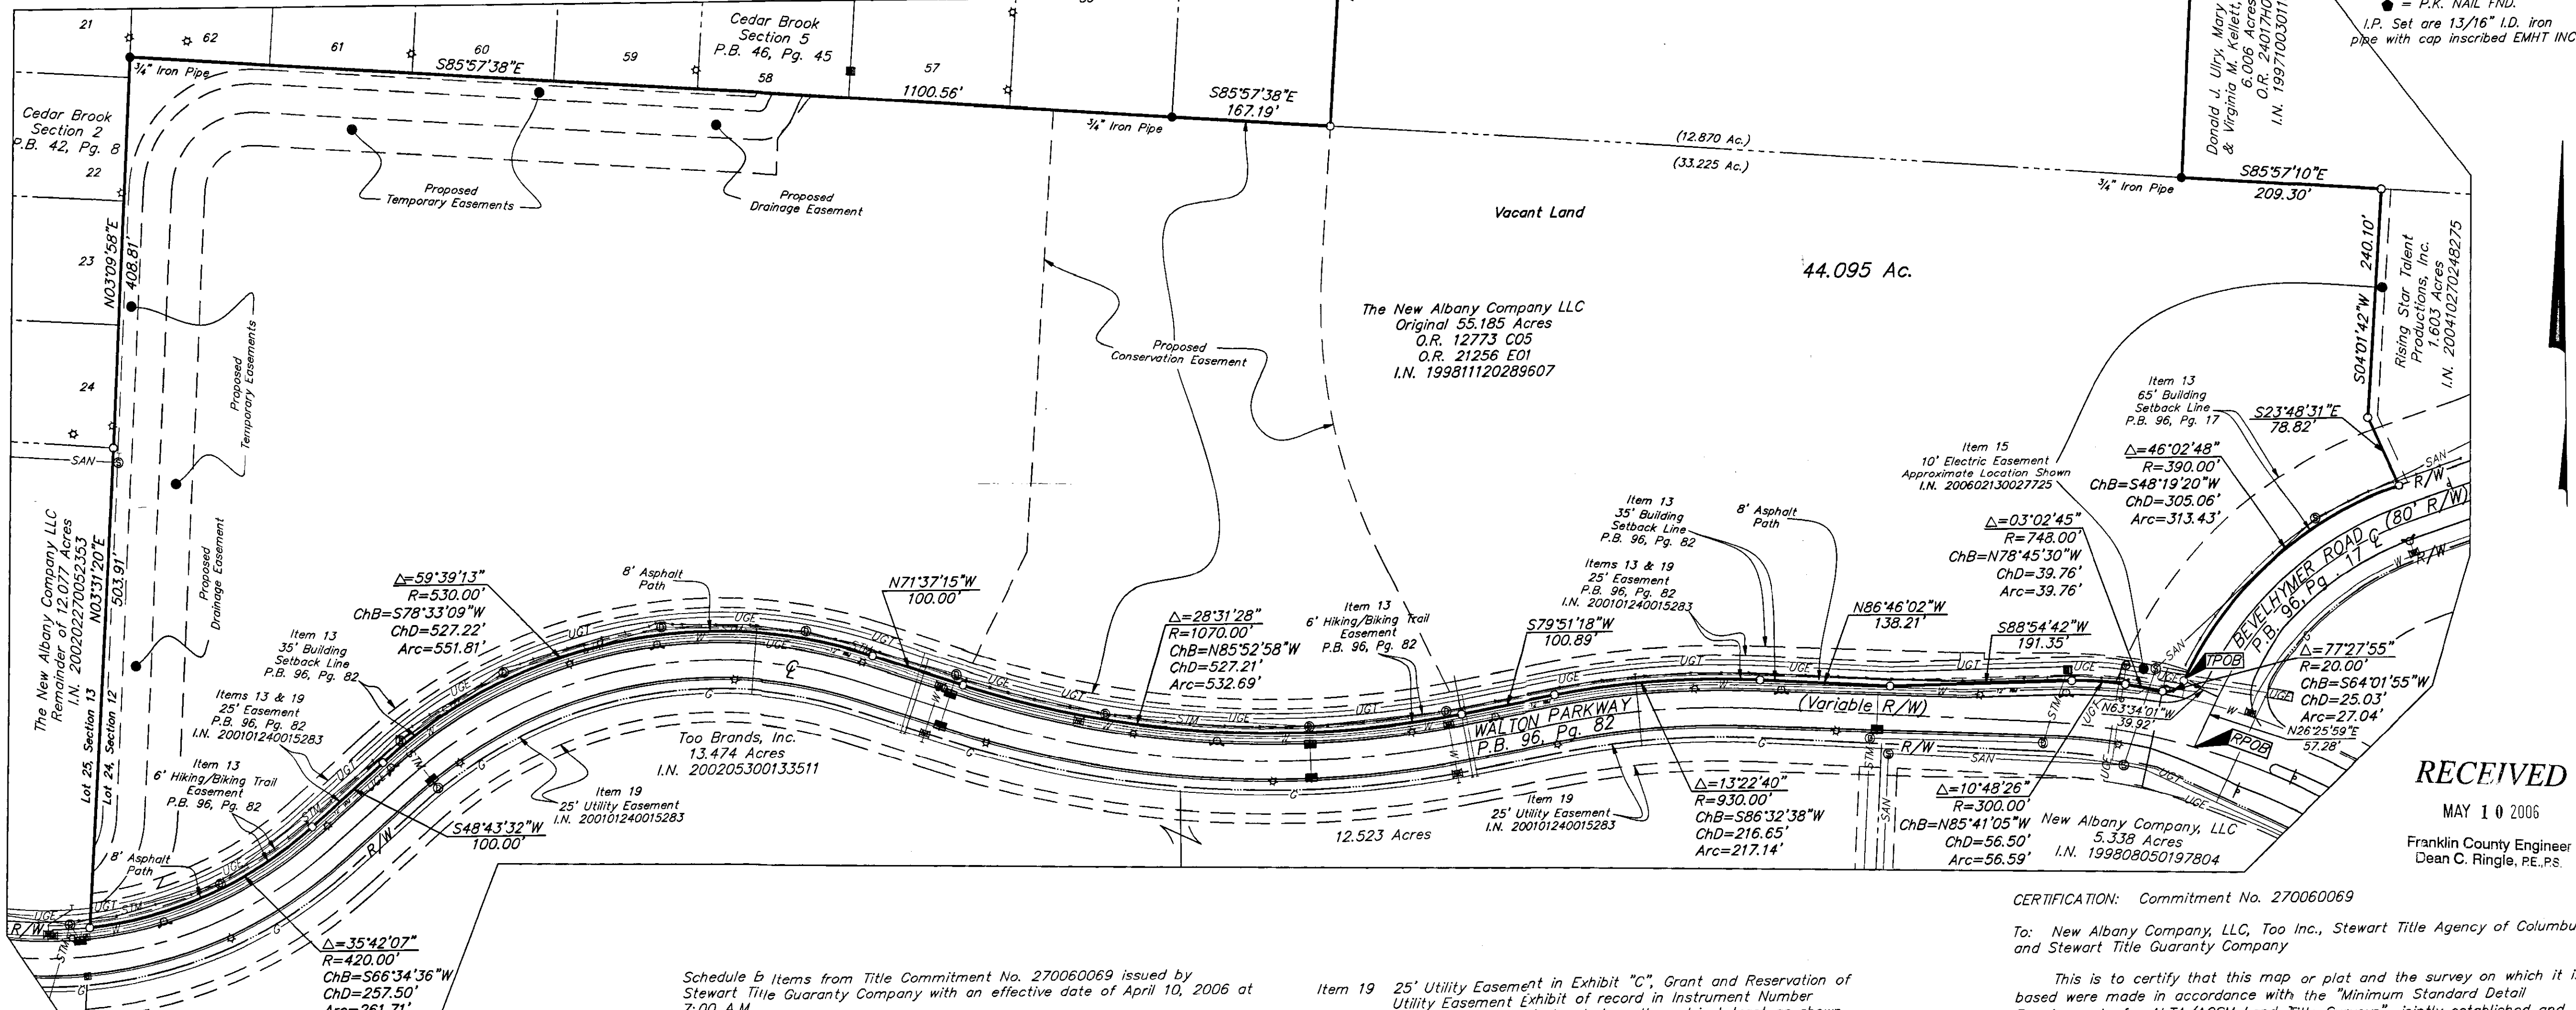 21
62
61
60
59
58
57
Cedar Brook
Section 5
P.B. 46, Pg. 45
S85°57'38"E
1100.56'
3/4" Iron Pipe
3/4" Iron Pipe
S85°57'38"E
167.19'
(12.870 Ac.)
(33.225 Ac.)
Donald J. Ulry, Mary
& Virginia M. Kellett,
6.006 Acres
O.R. 24017H0
I.N. 199710003011
= P.K. NAIL FND.
I.P. Set are 13/16" I.D. iron
pipe with cap inscribed EMHT INC
3/4" Iron Pipe
S85°57'10"E
209.30'
Cedar Brook
Section 2
P.B. 42, Pg. 8
22
23
24
N03°09'58"E
408.81'
Proposed
Temporary Easements
Proposed
Drainage Easement
Proposed
Temporary Easements
Proposed
Drainage Easement
Proposed
Conservation Easement
Vacant Land
44.095 Ac.
The New Albany Company LLC
Original 55.185 Acres
O.R. 12773 C05
O.R. 21256 E01
I.N. 199811120289607
S04°01'42"W 240.10'
Rising Star Talent
Productions, Inc.
1.603 Acres
I.N. 200410270248275
Item 13
65' Building
Setback Line
P.B. 96, Pg. 17
S23°48'31"E
78.82'
Item 15
10' Electric Easement
Approximate Location Shown
I.N. 200602130027725
Δ=46°02'48"
R=390.00'
ChB=S48°19'20"W
ChD=305.06'
Arc=313.43'
BEVELHYMER ROAD (80' R/W)
P.B. 96, Pg. 17
SAN
R/W
R/W
The New Albany Company LLC
Remainder of 12.077 Acres
I.N. 200202270052353
Lot 25, Section 13
Lot 24, Section 12
N03°31'20"E
503.91'
SAN
Item 13
35' Building
Setback Line
P.B. 96, Pg. 82
Items 13 & 19
25' Easement
P.B. 96, Pg. 82
I.N. 200101240015283
Item 13
6' Hiking/Biking Trail
Easement
P.B. 96, Pg. 82
8' Asphalt
Path
Δ=59°39'13"
R=530.00'
ChB=S78°33'09"W
ChD=527.22'
Arc=551.81'
8' Asphalt
Path
N71°37'15"W
100.00'
Δ=28°31'28"
R=1070.00'
ChB=N85°52'58"W
ChD=527.21'
Arc=532.69'
Item 13
6' Hiking/Biking Trail
Easement
P.B. 96, Pg. 82
S79°51'18"W
100.89'
Item 13
35' Building
Setback Line
P.B. 96, Pg. 82
Items 13 & 19
25' Easement
P.B. 96, Pg. 82
I.N. 200101240015283
8' Asphalt
Path
N86°46'02"W
138.21'
Δ=03°02'45"
R=748.00'
ChB=N78°45'30"W
ChD=39.76'
Arc=39.76'
S88°54'42"W
191.35'
TPOB
N63°34'01"W
39.92'
Δ=77°27'55"
R=20.00'
ChB=S64°01'55"W
ChD=25.03'
Arc=27.04'
N26°25'59"E
57.28'
RPOB
WALTON PARKWAY
P.B. 96, Pg. 82
(Variable R/W)
R/W
Too Brands, Inc.
13.474 Acres
I.N. 200205300133511
Item 19
25' Utility Easement
I.N. 200101240015283
S48°43'32"W
100.00'
R/W
12.523 Acres
Item 19
25' Utility Easement
I.N. 200101240015283
Δ=13°22'40"
R=930.00'
ChB=S86°32'38"W
ChD=216.65'
Arc=217.14'
Δ=10°48'26"
R=300.00'
ChB=N85°41'05"W
ChD=56.50'
Arc=56.59'
New Albany Company, LLC
5.338 Acres
I.N. 199808050197804
RECEIVED
MAY 10 2006
Franklin County Engineer
Dean C. Ringle, P.E., P.S.
R/W
Δ=35°42'07"
R=420.00'
ChB=S66°34'36"W
ChD=257.50'
Arc=261.71'
Schedule B Items from Title Commitment No. 270060069 issued by
Stewart Title Guaranty Company with an effective date of April 10, 2006 at
7:00 A.M.
Item 19 25' Utility Easement in Exhibit "C", Grant and Reservation of
Utility Easement Exhibit of record in Instrument Number
CERTIFICATION: Commitment No. 270060069
To: New Albany Company, LLC, Too Inc., Stewart Title Agency of Columbu
and Stewart Title Guaranty Company
This is to certify that this map or plat and the survey on which it i
based were made in accordance with the "Minimum Standard Detail